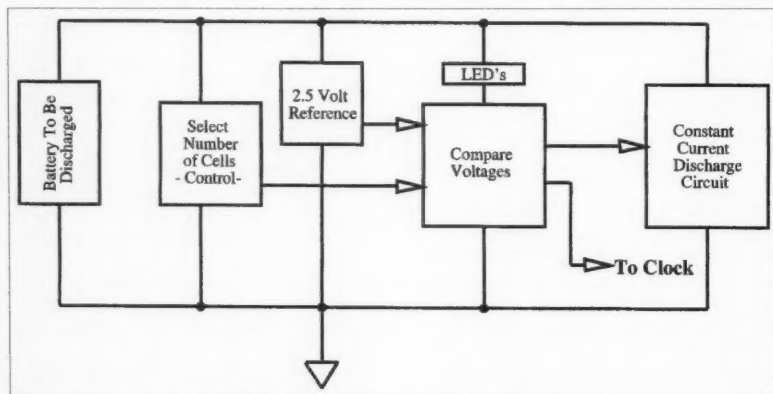 Battery To Be
Discharged
Select
Number
of Cells
- Control-
2.5 Volt
Reference
LED's
Compare
Voltages
Constant
Current
Discharge
Circuit
To Clock